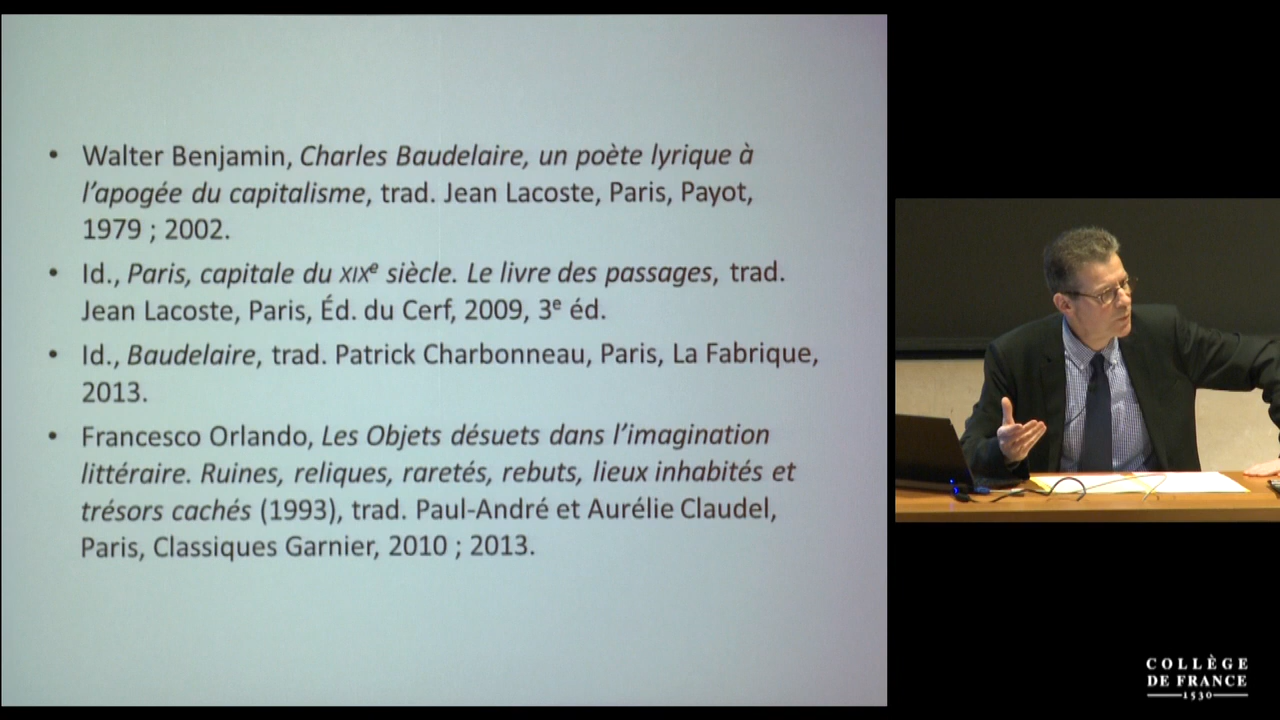 • Walter Benjamin, Charles Baudelaire, un poète lyrique à
l’apogée du capitalisme, trad. Jean Lacoste, Paris, Payot,
1979 ; 2002.
• Id., Paris, capitale du XIXe siècle. Le livre des passages, trad.
Jean Lacoste, Paris, Éd. du Cerf, 2009, 3e éd.
• Id., Baudelaire, trad. Patrick Charbonneau, Paris, La Fabrique,
2013.
• Francesco Orlando, Les Objets désuets dans l’imagination
littéraire. Ruines, reliques, raretés, rebuts, lieux inhabités et
trésors cachés (1993), trad. Paul-André et Aurélie Claudel,
Paris, Classiques Garnier, 2010 ; 2013.
COLLÈGE
DE FRANCE
1530